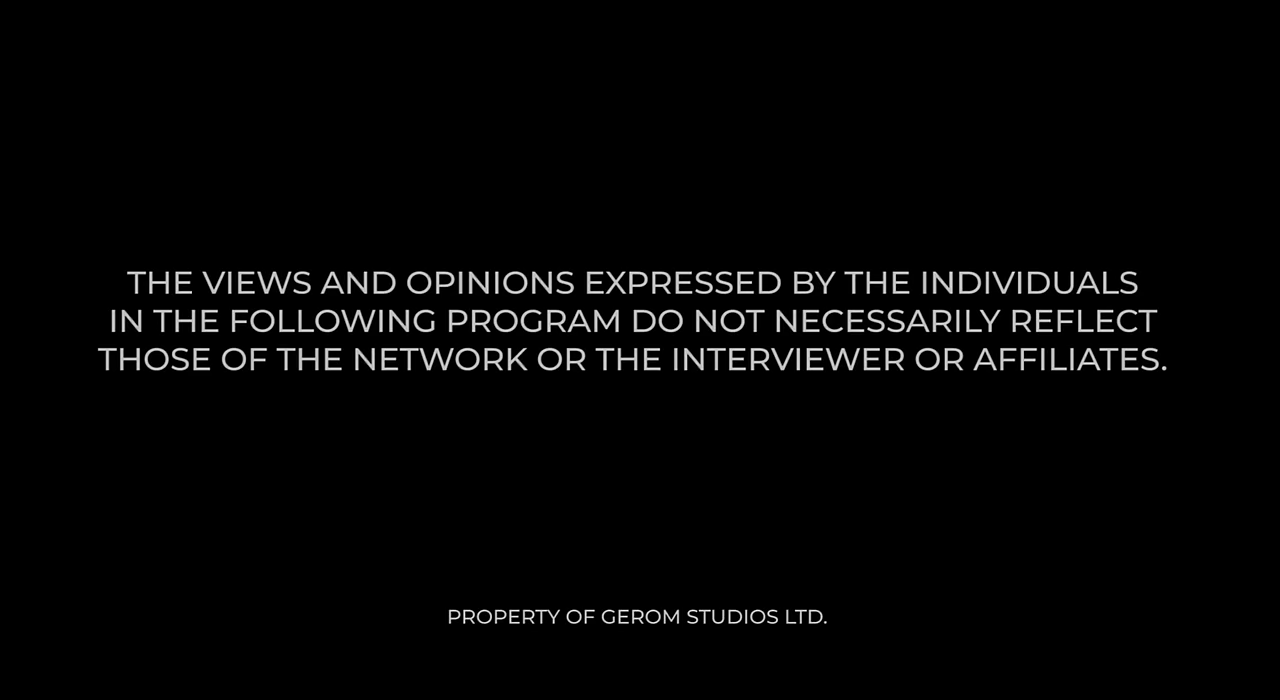 THE VIEWS AND OPINIONS EXPRESSED BY THE INDIVIDUALS
IN THE FOLLOWING PROGRAM DO NOT NECESSARILY REFLECT
THOSE OF THE NETWORK OR THE INTERVIEWER OR AFFILIATES.
PROPERTY OF GEROM STUDIOS LTD.